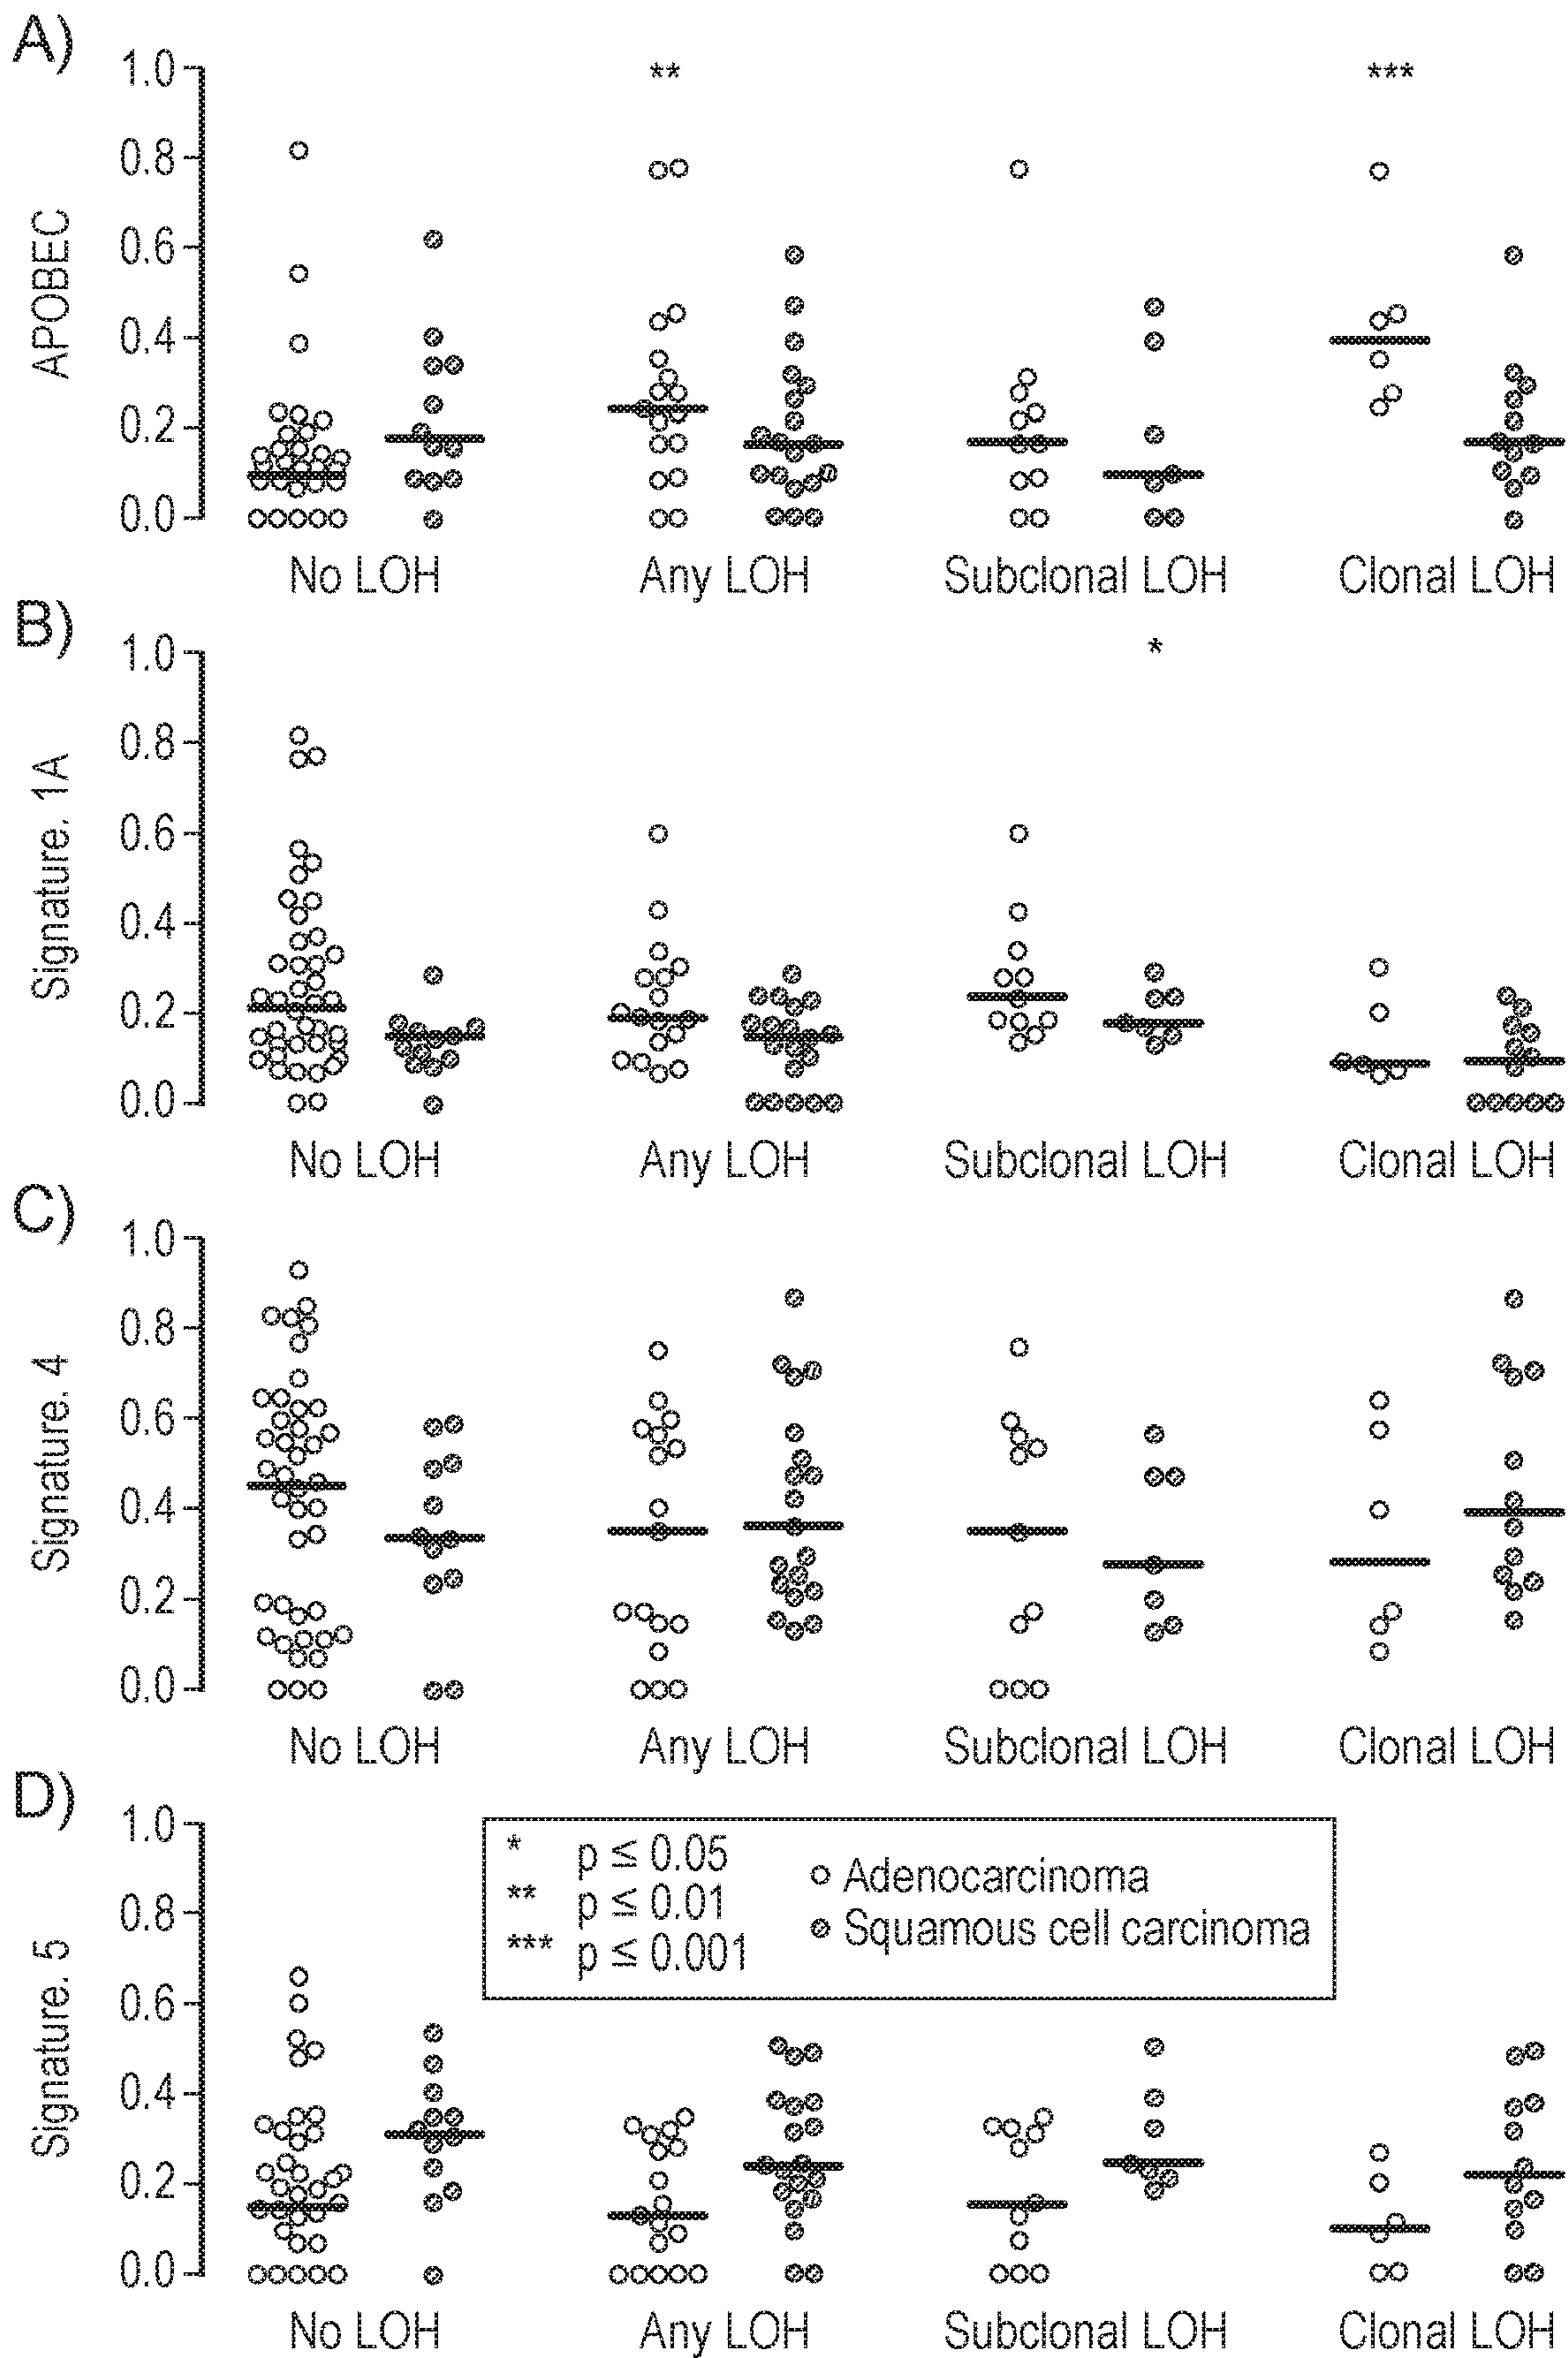 A)
APOBEC
1.0
0.8
0.6
0.4
0.2
0.0
** ***
No LOH Any LOH Subclonal LOH Clonal LOH
B)
Signature. 1A
1.0
0.8
0.6
0.4
0.2
0.0
*
No LOH Any LOH Subclonal LOH Clonal LOH
C)
Signature. 4
1.0
0.8
0.6
0.4
0.2
0.0
No LOH Any LOH Subclonal LOH Clonal LOH
D)
Signature. 5
1.0
0.8
0.6
0.4
0.2
0.0
* p ≤ 0.05
** p ≤ 0.01
*** p ≤ 0.001
Adenocarcinoma
Squamous cell carcinoma
No LOH Any LOH Subclonal LOH Clonal LOH